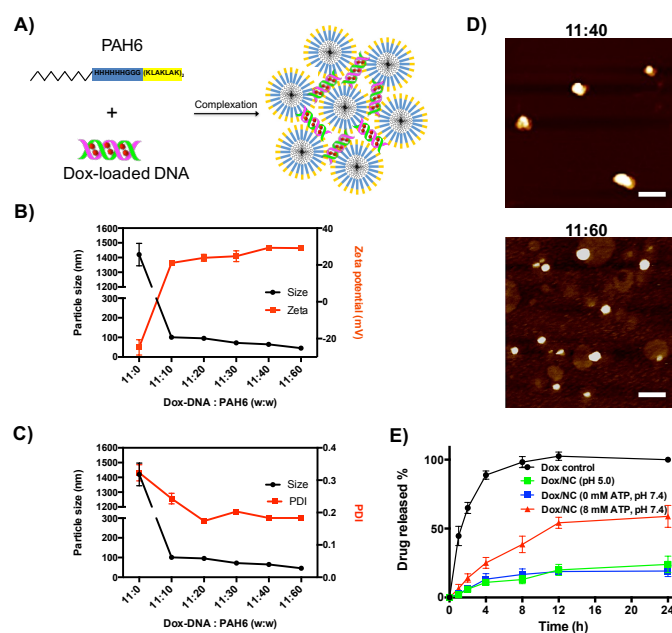 A)
PAH6
HHHHHHGGG (KLAKLAK)₂
+
Complexation
Dox-loaded DNA
B)
1600
1500
1400
1300
300
200
100
0
Particle size (nm)
40
20
0
-20
Zeta potential (mV)
Size
Zeta
11:0
11:10
11:20
11:30
11:40
11:60
Dox-DNA : PAH6 (w:w)
C)
1600
1500
1400
1300
300
200
100
0
Particle size (nm)
0.4
0.3
0.2
0.1
0.0
PDI
Size
PDI
11:0
11:10
11:20
11:30
11:40
11:60
Dox-DNA : PAH6 (w:w)
D)
11:40
11:60
E)
100
50
0
Drug released %
Dox control
Dox/NC (pH 5.0)
Dox/NC (0 mM ATP, pH 7.4)
Dox/NC (8 mM ATP, pH 7.4)
0 4 8 12 16 20 24
Time (h)